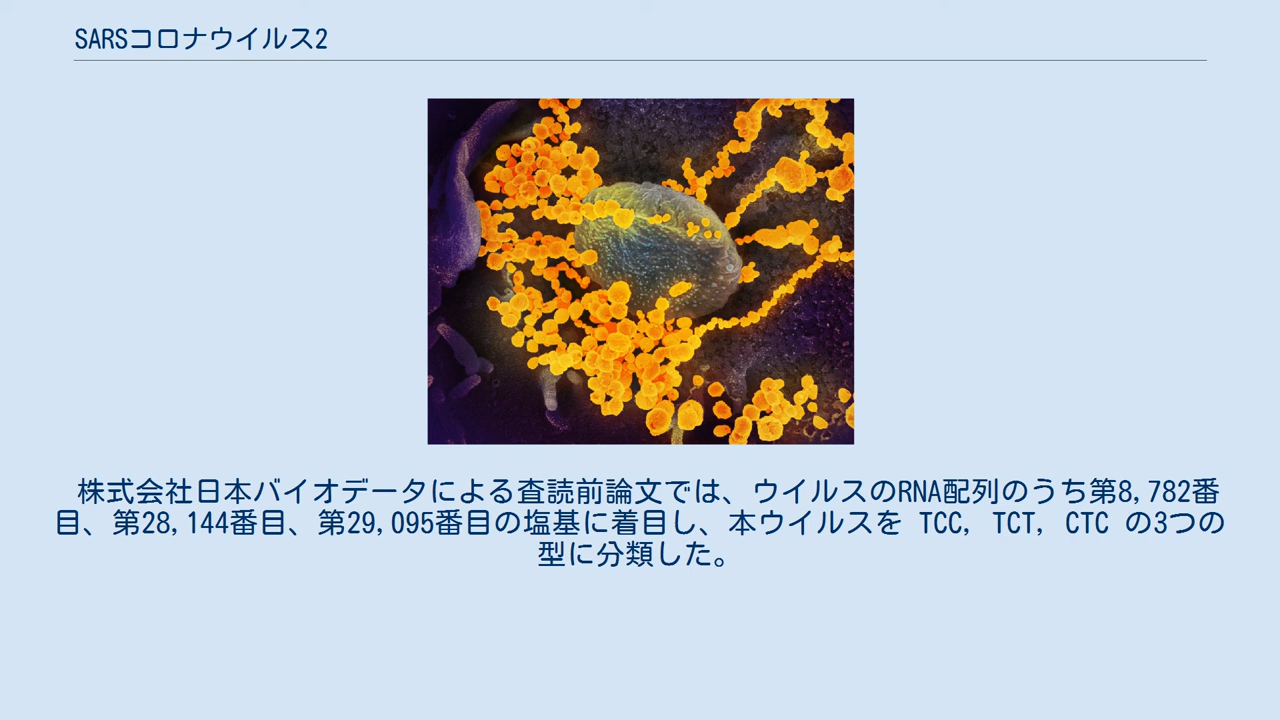 SARSコロナウイルス2
株式会社日本バイオデータによる査読前論文では、ウイルスのRNA配列のうち第8,782番
目、第28,144番目、第29,095番目の塩基に着目し、本ウイルスを TCC, TCT, CTC の3つの
型に分類した。